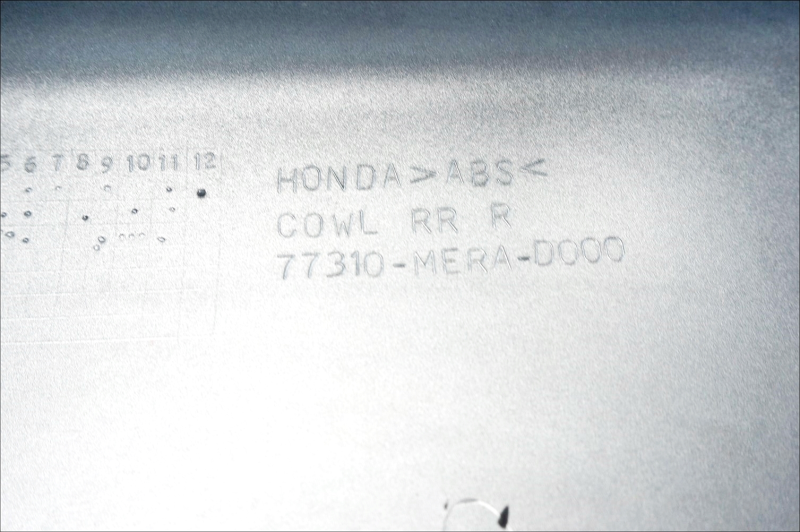 5 6 7 8 9 10 11 12
HONDA>ABS<
COWL RR R
77310-MERA-D000